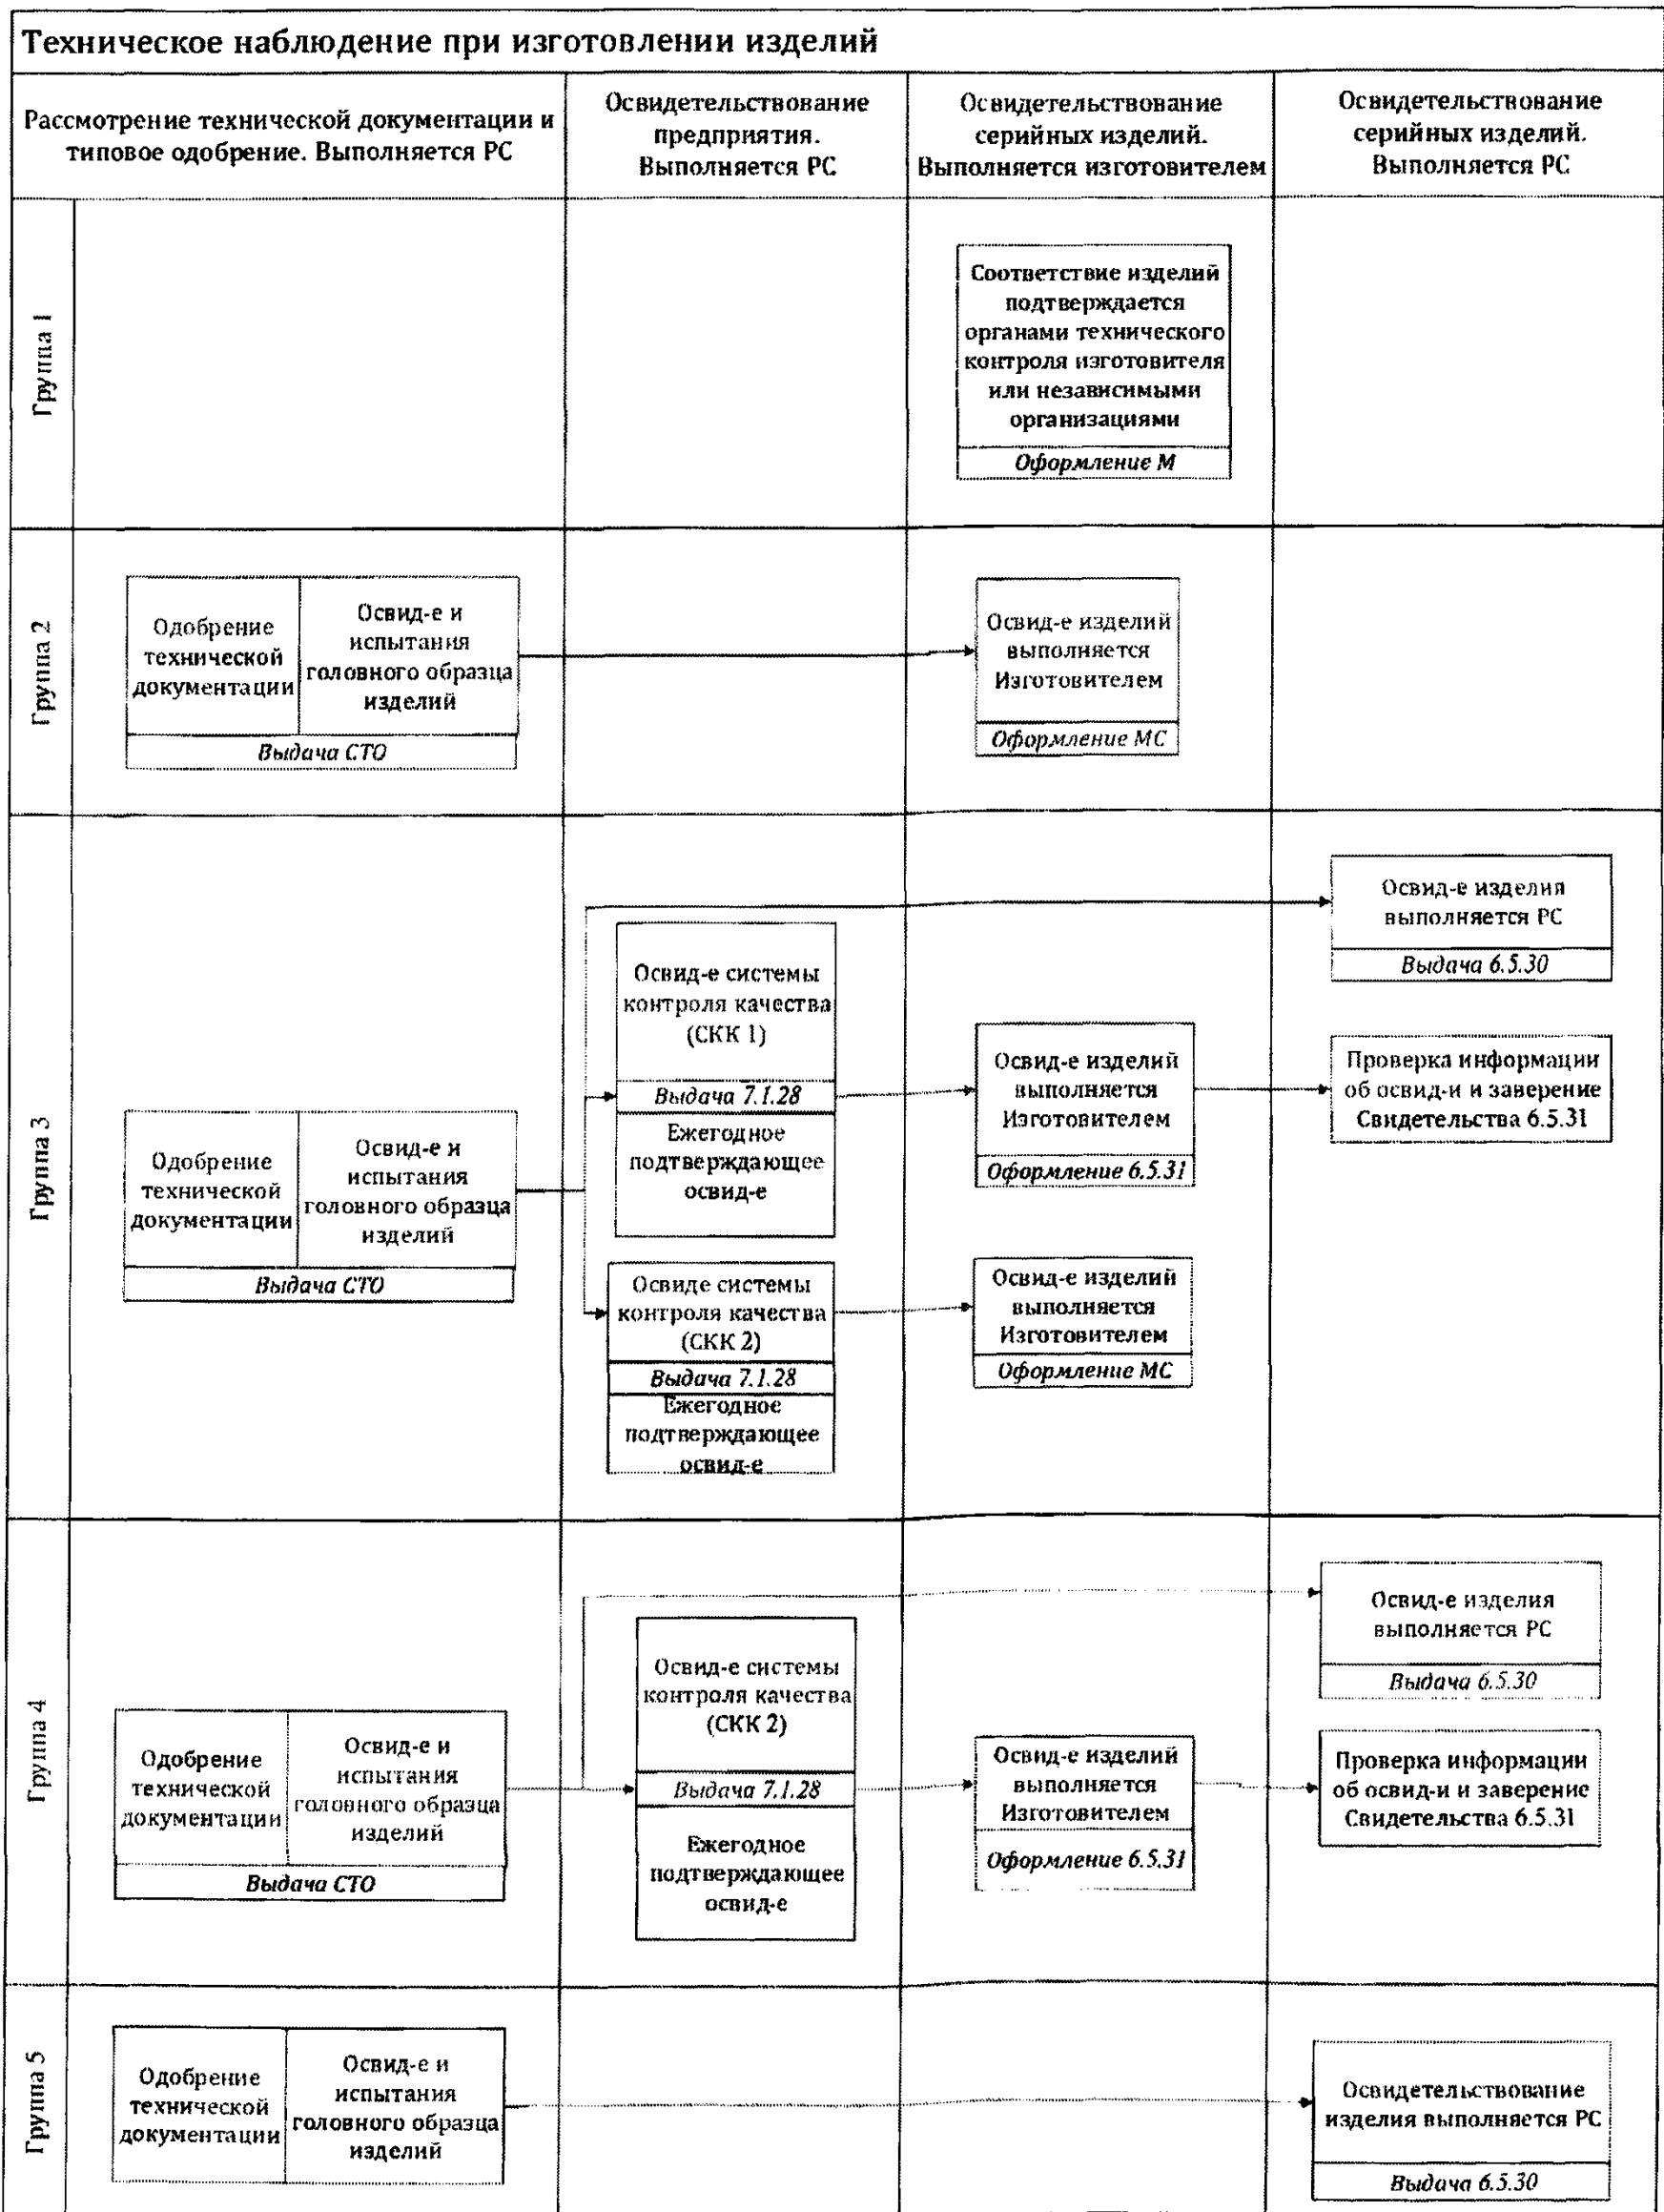 Техническое наблюдение при изготовлении изделий
Рассмотрение технической документации и
типовое одобрение. Выполняется РС
Освидетельствование
предприятия.
Выполняется РС
Освидетельствование
серийных изделий.
Выполняется изготовителем
Освидетельствование
серийных изделий.
Выполняется РС
Группа 1
Соответствие изделий
подтверждается
органами технического
контроля изготовителя
или независимыми
организациями
Оформление М
Группа 2
Одобрение
технической
документации
Освид-е и
испытания
головного образца
изделий
Выдача СТО
Освид-е изделий
выполняется
Изготовителем
Оформление МС
Группа 3
Одобрение
технической
документации
Освид-е и
испытания
головного образца
изделий
Выдача СТО
Освид-е системы
контроля качества
(СКК 1)
Выдача 7.1.28
Ежегодное
подтверждающее
освид-е
Освиде системы
контроля качества
(СКК 2)
Выдача 7.1.28
Ежегодное
подтверждающее
освид-е
Освид-е изделий
выполняется
Изготовителем
Оформление 6.5.31
Освид-е изделий
выполняется
Изготовителем
Оформление МС
Освид-е изделия
выполняется РС
Выдача 6.5.30
Проверка информации
об освид-и и заверение
Свидетельства 6.5.31
Группа 4
Одобрение
технической
документации
Освид-е и
испытания
головного образца
изделий
Выдача СТО
Освид-е системы
контроля качества
(СКК 2)
Выдача 7.1.28
Ежегодное
подтверждающее
освид-е
Освид-е изделий
выполняется
Изготовителем
Оформление 6.5.31
Освид-е изделия
выполняется РС
Выдача 6.5.30
Проверка информации
об освид-и и заверение
Свидетельства 6.5.31
Группа 5
Одобрение
технической
документации
Освид-е и
испытания
головного образца
изделий
Освидетельствование
изделия выполняется РС
Выдача 6.5.30